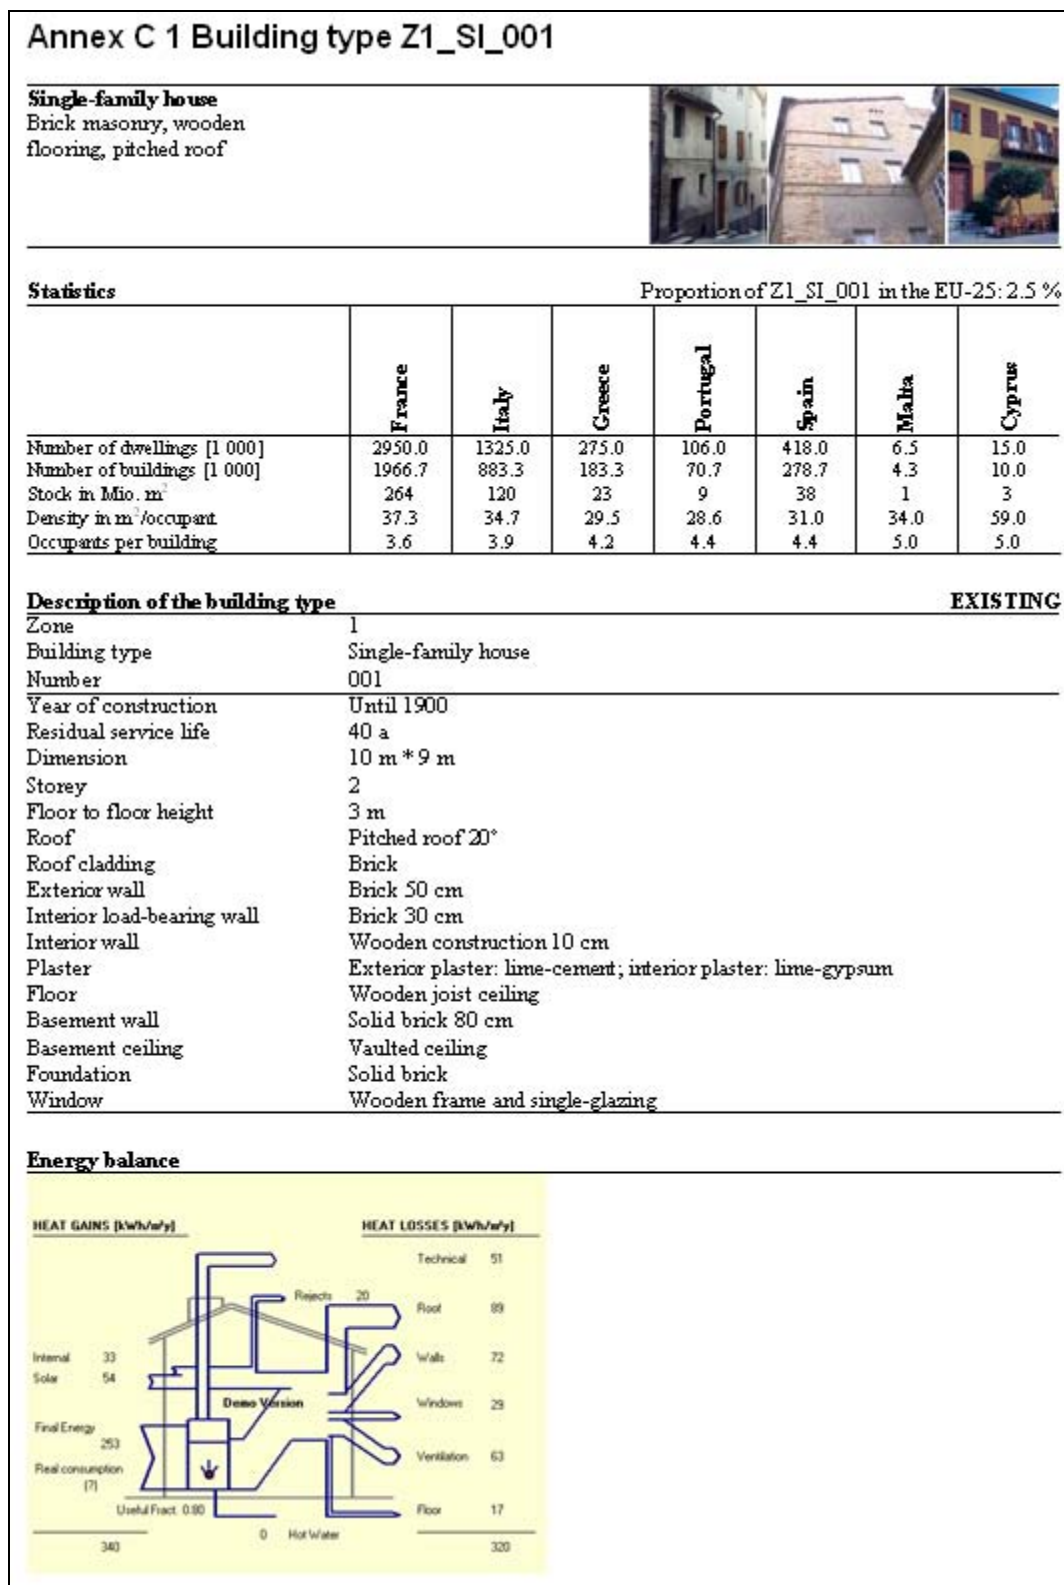 Annex C 1 Building type Z1_SI_001
Single-family house
Brick masonry, wooden
flooring, pitched roof
Statistics Proportion of Z1_SI_001 in the EU-25: 2.5 %
France Italy Greece Portugal Spain Malta Cyprus
Number of dwellings [1 000] 2950.0 1325.0 275.0 106.0 418.0 6.5 15.0
Number of buildings [1 000] 1966.7 883.3 183.3 70.7 278.7 4.3 10.0
Stock in Mio. m² 264 120 23 9 38 1 3
Density in m²/occupant 37.3 34.7 29.5 28.6 31.0 34.0 59.0
Occupants per building 3.6 3.9 4.2 4.4 4.4 5.0 5.0
Description of the building type EXISTING
Zone 1
Building type Single-family house
Number 001
Year of construction Until 1900
Residual service life 40 a
Dimension 10 m * 9 m
Storey 2
Floor to floor height 3 m
Roof Pitched roof 20°
Roof cladding Brick
Exterior wall Brick 50 cm
Interior load-bearing wall Brick 30 cm
Interior wall Wooden construction 10 cm
Plaster Exterior plaster: lime-cement; interior plaster: lime-gypsum
Floor Wooden joist ceiling
Basement wall Solid brick 80 cm
Basement ceiling Vaulted ceiling
Foundation Solid brick
Window Wooden frame and single-glazing
Energy balance
HEAT GAINS [kWh/m²y] HEAT LOSSES [kWh/m²y]
Technical 51
Rejects 20
Roof 89
Internal 33 Walls 72
Solar 54
Demo Version Windows 29
Final Energy
253
Ventilation 63
Real consumption
(?)
Useful Fract. 0.80 Floor 17
0 Hot Water
340 320